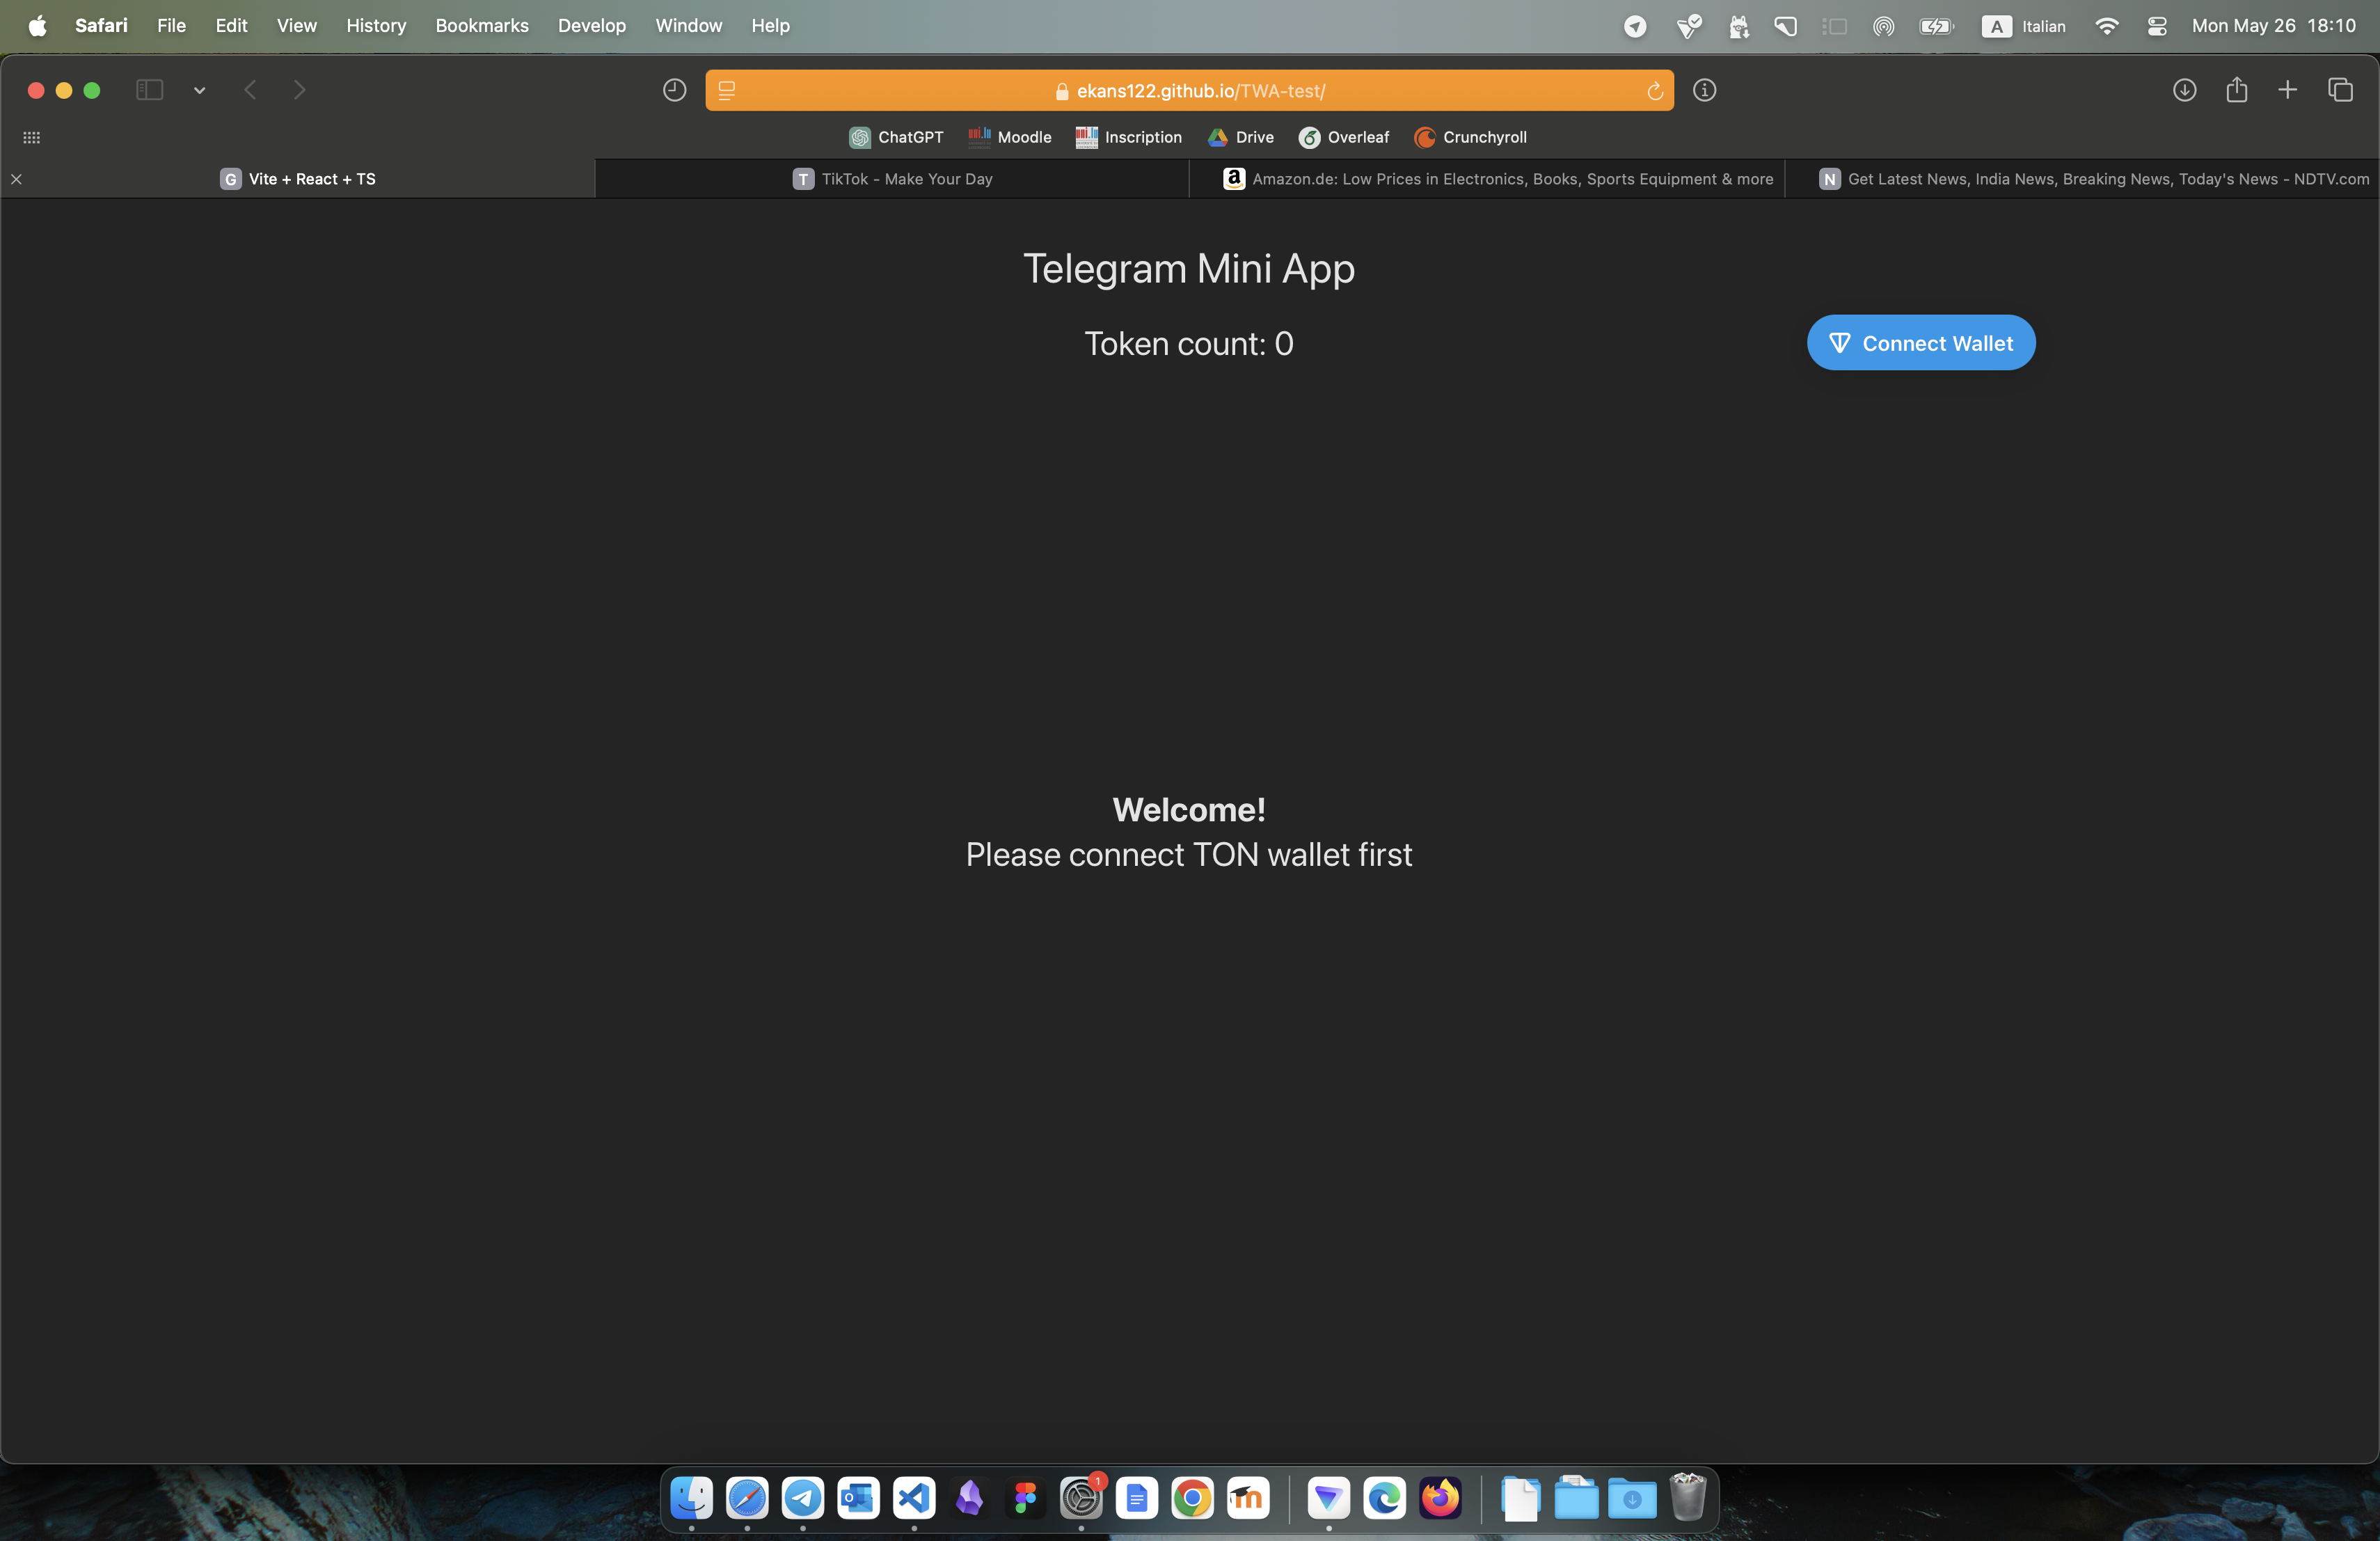 Safari File Edit View History Bookmarks Develop Window Help A Italian Mon May 26 18:10
ekans122.github.io/TWA-test/
ChatGPT Moodle Inscription Drive Overleaf Crunchyroll
G Vite + React + TS T TikTok - Make Your Day a Amazon.de: Low Prices in Electronics, Books, Sports Equipment & more N Get Latest News, India News, Breaking News, Today's News - NDTV.com
Telegram Mini App
Token count: 0
Connect Wallet
Welcome!
Please connect TON wallet first
1